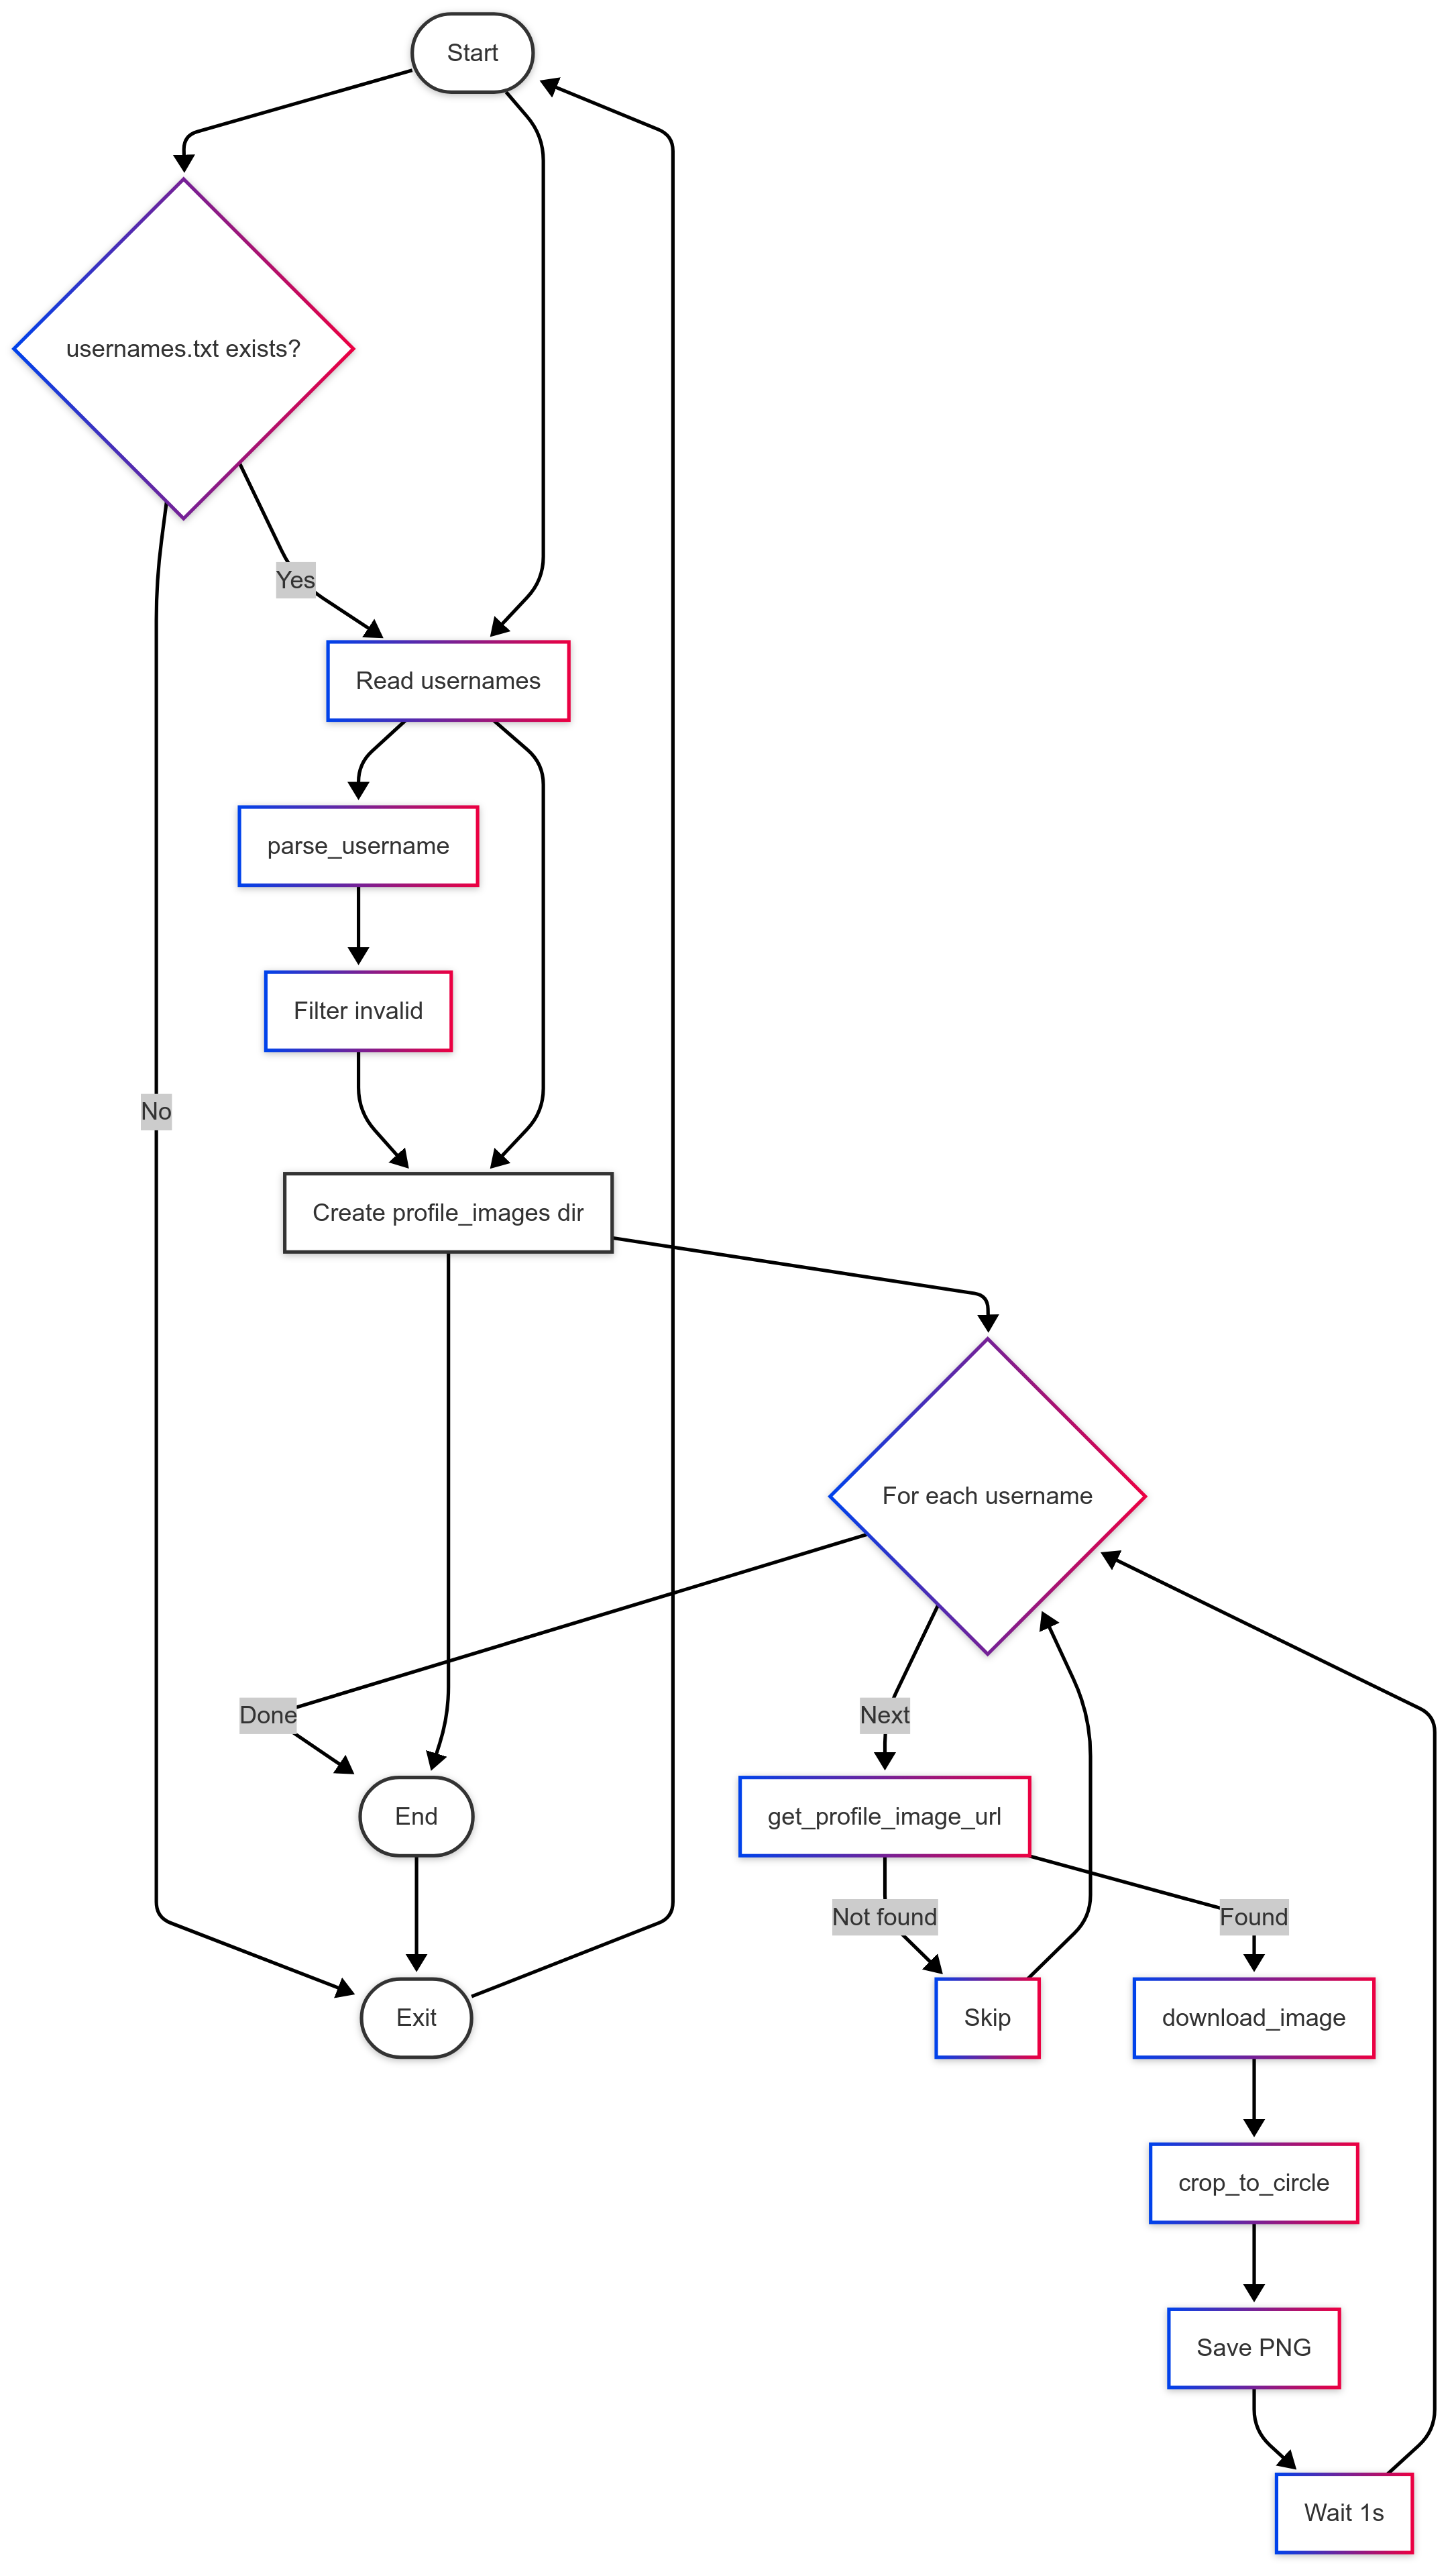 Start
usernames.txt exists?
Yes
Read usernames
parse_username
Filter invalid
No
Create profile_images dir
For each username
Done
Next
End
get_profile_image_url
Not found
Found
Exit
Skip
download_image
crop_to_circle
Save PNG
Wait 1s